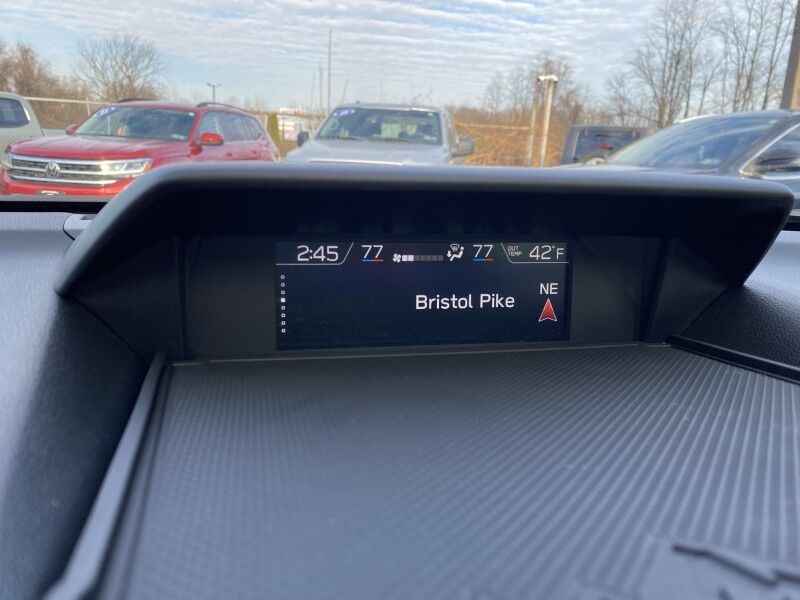 2:45 77 77 OUT TEMP 42°F
NE
Bristol Pike